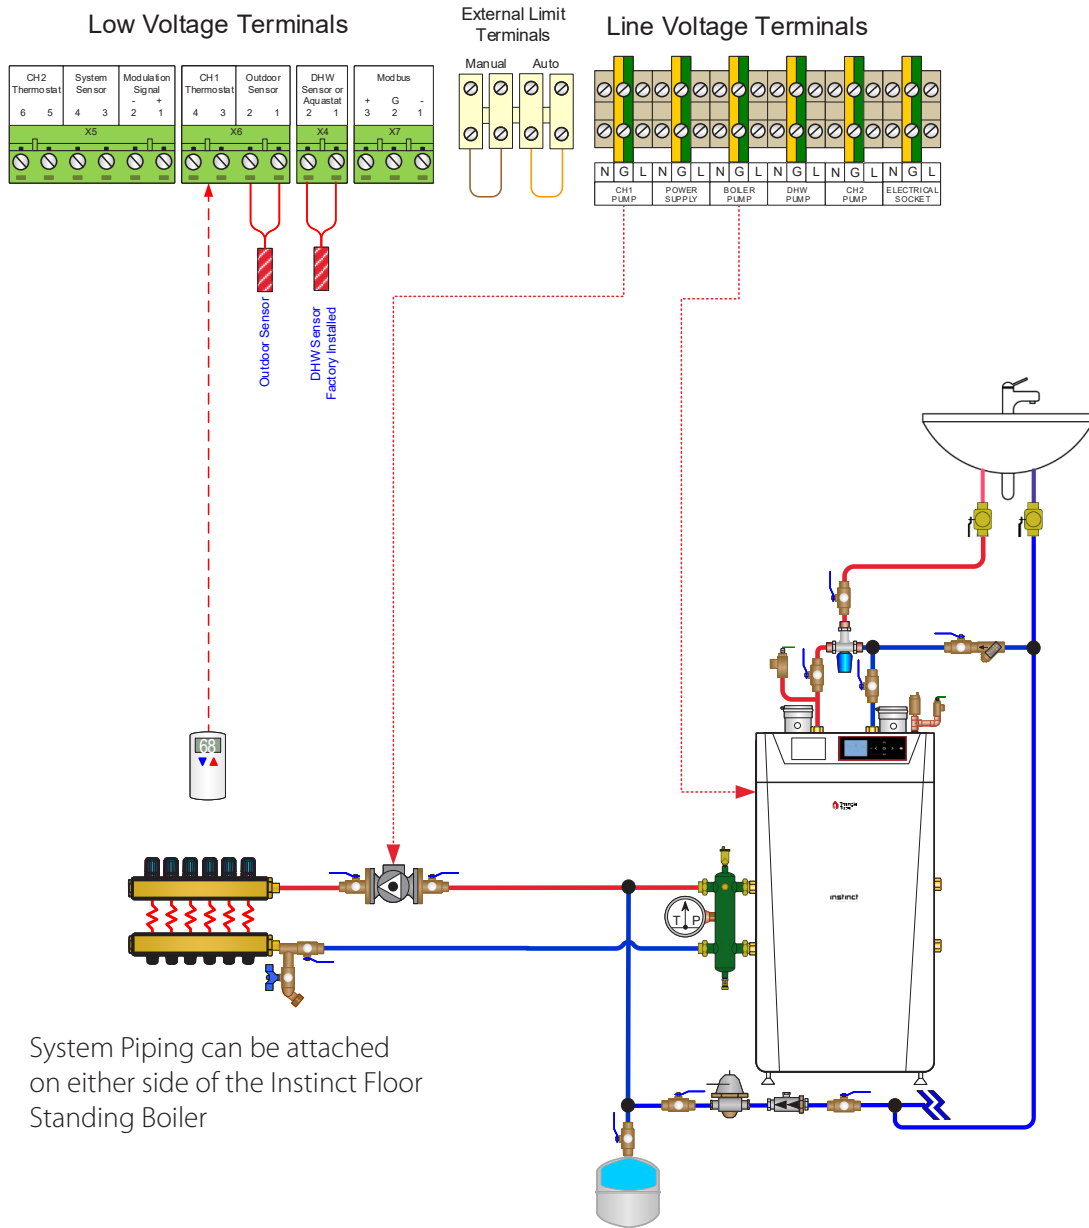 Low Voltage Terminals
External Limit
Terminals
Line Voltage Terminals
Manual
Auto
CH2
Thermostat
System
Sensor
Modulation
Signal
- +
6 5 4 3 2 1
X5
CH1
Thermostat
Outdoor
Sensor
4 3 2 1
X6
DHW
Sensor or
Aquastat
2 1
X4
Modbus
+ G -
3 2 1
X7
N G L N G L N G L N G L N G L N G L
CH1
PUMP
POWER
SUPPLY
BOILER
PUMP
DHW
PUMP
CH2
PUMP
ELECTRICAL
SOCKET
Outdoor Sensor
DHW Sensor
Factory Installed
68
Triangle
Tube
instinct
T P
System Piping can be attached
on either side of the Instinct Floor
Standing Boiler